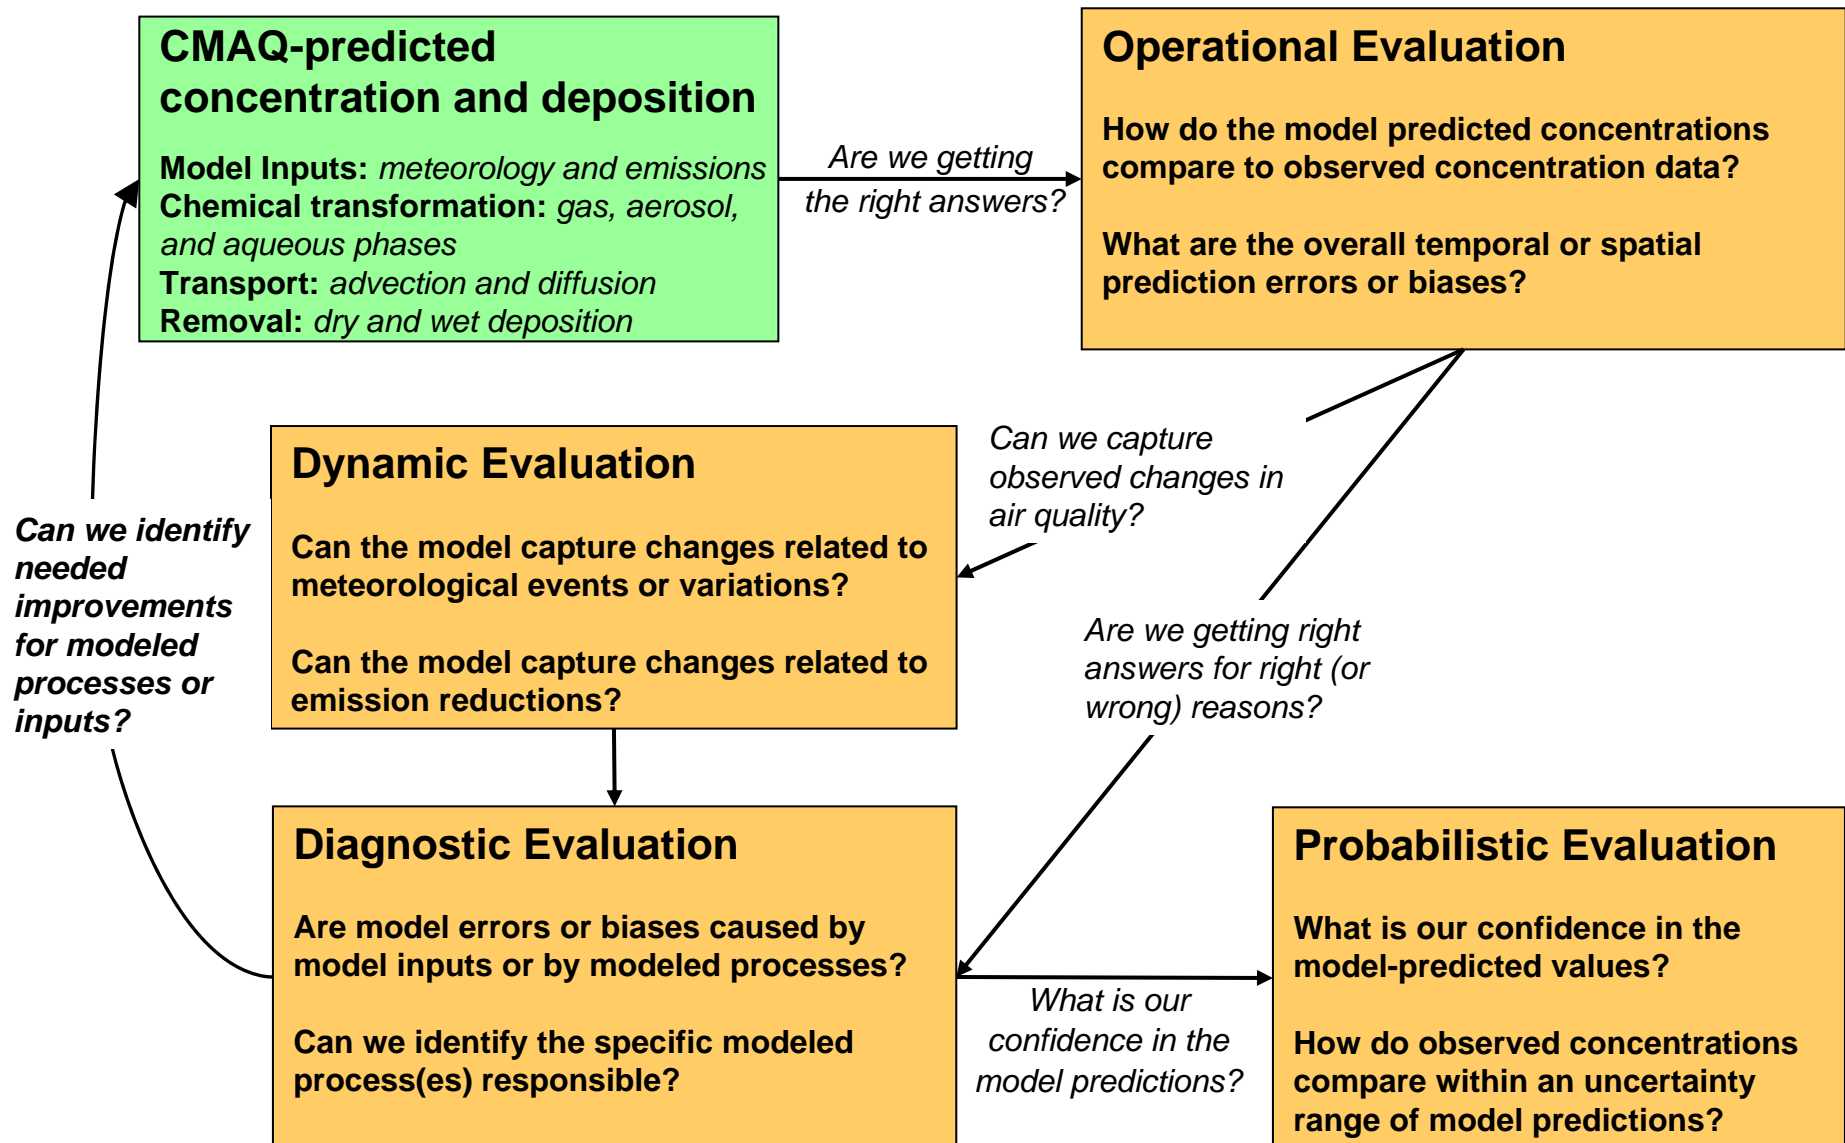 CMAQ-predicted
concentration and deposition
Model Inputs: meteorology and emissions
Chemical transformation: gas, aerosol,
and aqueous phases
Transport: advection and diffusion
Removal: dry and wet deposition
Are we getting
the right answers?
Operational Evaluation
How do the model predicted concentrations
compare to observed concentration data?
What are the overall temporal or spatial
prediction errors or biases?
Can we capture
observed changes in
air quality?
Dynamic Evaluation
Can the model capture changes related to
meteorological events or variations?
Can the model capture changes related to
emission reductions?
Can we identify
needed
improvements
for modeled
processes or
inputs?
Are we getting right
answers for right (or
wrong) reasons?
Diagnostic Evaluation
Are model errors or biases caused by
model inputs or by modeled processes?
Can we identify the specific modeled
process(es) responsible?
What is our
confidence in the
model predictions?
Probabilistic Evaluation
What is our confidence in the
model-predicted values?
How do observed concentrations
compare within an uncertainty
range of model predictions?